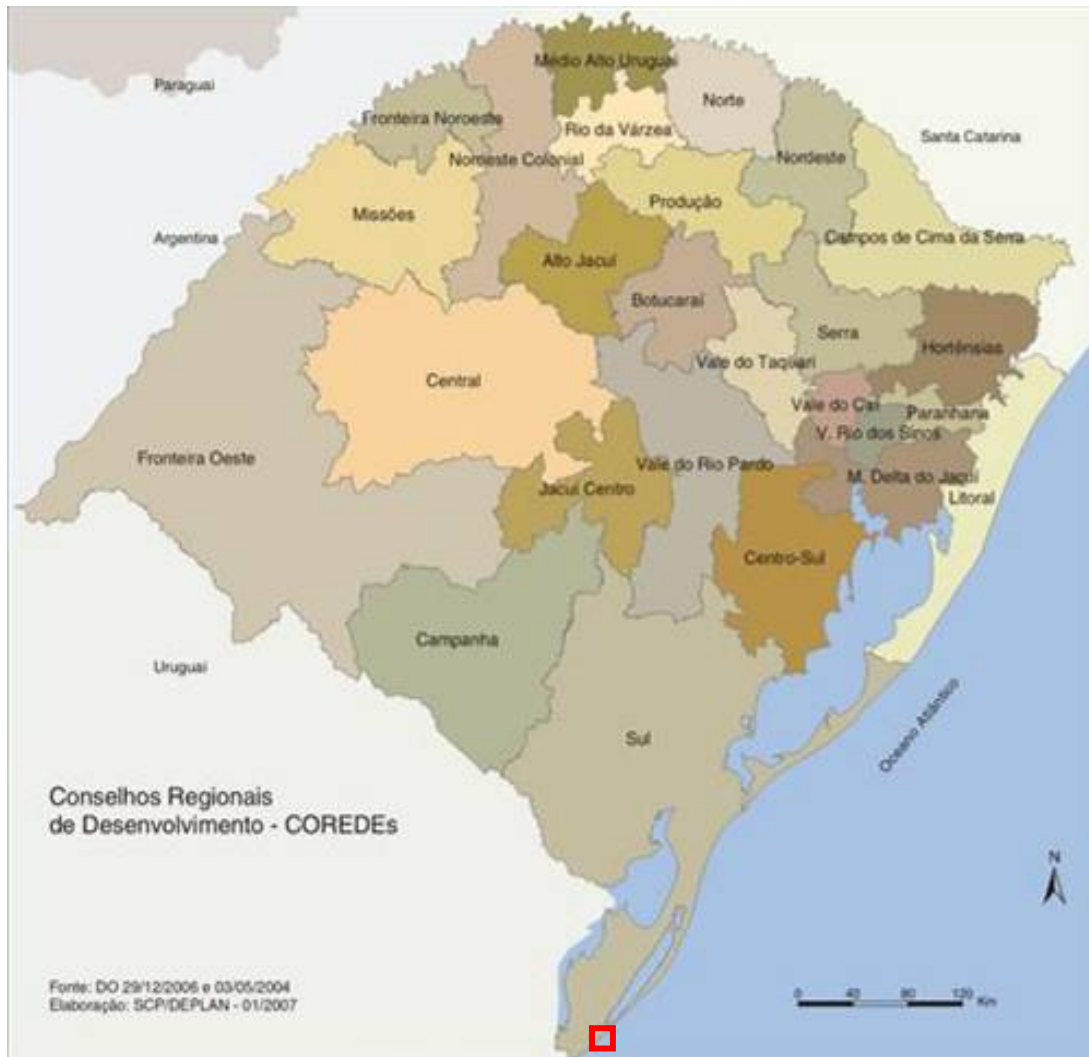 Médio Alto Uruguai
Paraguai
Norte
Fronteira Noroeste
Rio da Várzea
Santa Catarina
Noroeste Colonial
Nordeste
Missões
Produção
Argentina
Campos de Cima da Serra
Alto Jacuí
Botucaraí
Serra
Hortênsias
Vale do Taquari
Central
Vale do Caí
Paranhana
V. Rio dos Sinos
Fronteira Oeste
Vale do Rio Pardo
M. Delta do Jacuí
Jacuí Centro
Litoral
Centro-Sul
Campanha
Uruguai
Sul
Oceano Atlântico
Conselhos Regionais
de Desenvolvimento - COREDEs
N
Fonte: DO 29/12/2006 e 03/05/2004
Elaboração: SCP/DEPLAN - 01/2007
0 40 80 120
Km